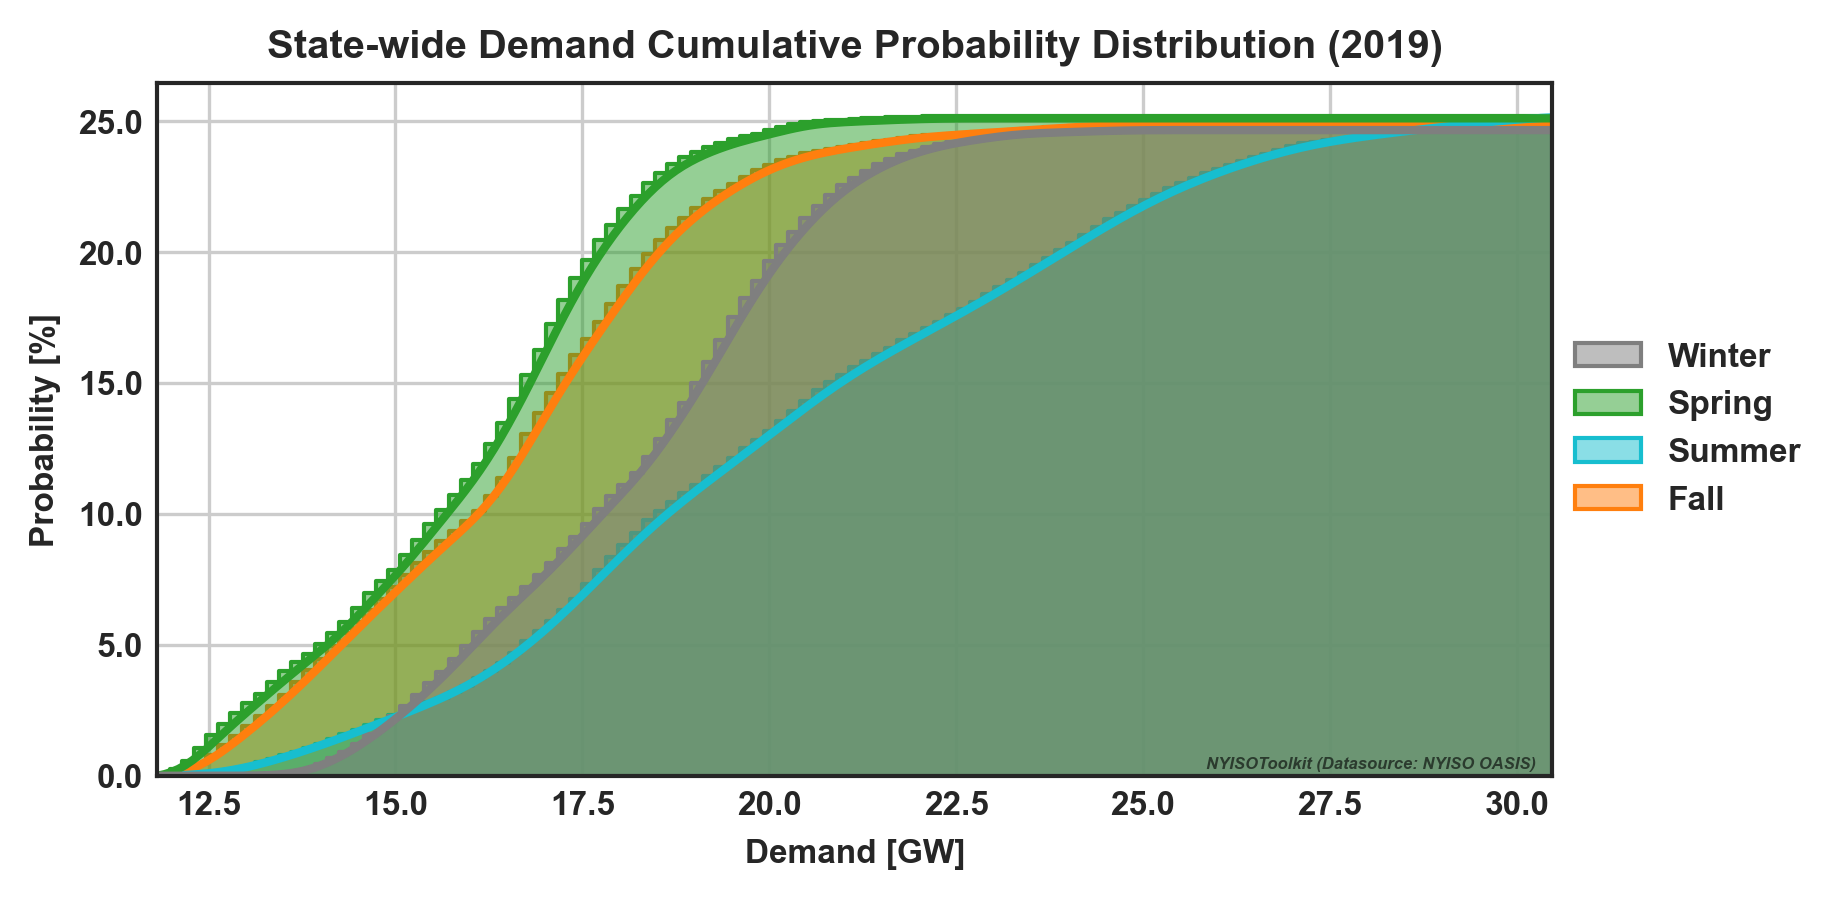 State-wide Demand Cumulative Probability Distribution (2019)
25.0
20.0
15.0
10.0
5.0
0.0
Probability [%]
12.5 15.0 17.5 20.0 22.5 25.0 27.5 30.0
Demand [GW]
NYISOToolkit (Datasource: NYISO OASIS)
Winter
Spring
Summer
Fall